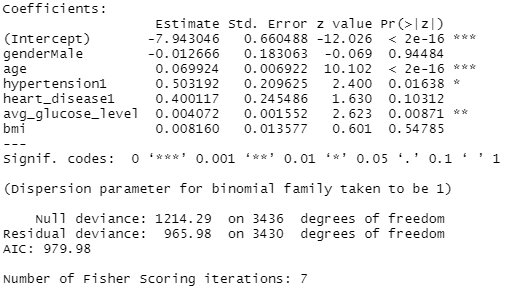 Coefficients:
                   Estimate Std. Error z value Pr(>|z|)
(Intercept)       -7.943046   0.660488 -12.026  < 2e-16 ***
genderMale        -0.012666   0.183063  -0.069  0.94484
age                0.069924   0.006922  10.102  < 2e-16 ***
hypertension1      0.503192   0.209625   2.400  0.01638 *
heart_disease1     0.400117   0.245486   1.630  0.10312
avg_glucose_level  0.004072   0.001552   2.623  0.00871 **
bmi                0.008160   0.013577   0.601  0.54785
---
Signif. codes:  0 ‘***’ 0.001 ‘**’ 0.01 ‘*’ 0.05 ‘.’ 0.1 ‘ ’ 1
(Dispersion parameter for binomial family taken to be 1)
    Null deviance: 1214.29  on 3436  degrees of freedom
Residual deviance:  965.98  on 3430  degrees of freedom
AIC: 979.98
Number of Fisher Scoring iterations: 7